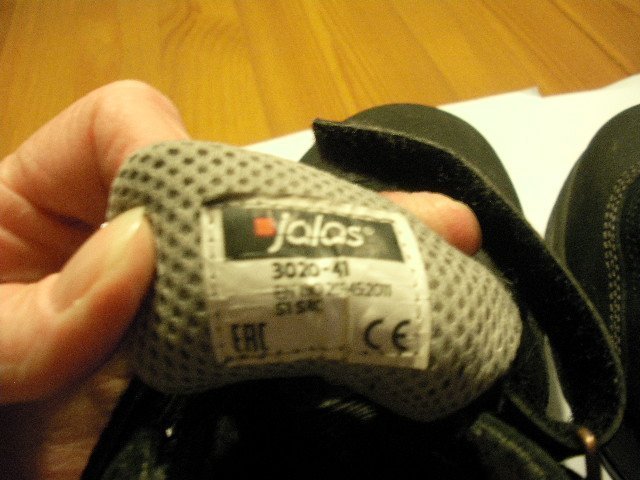 jalas
3020-41
EN ISO 20345:2011
S1 SRC
EAC
CE